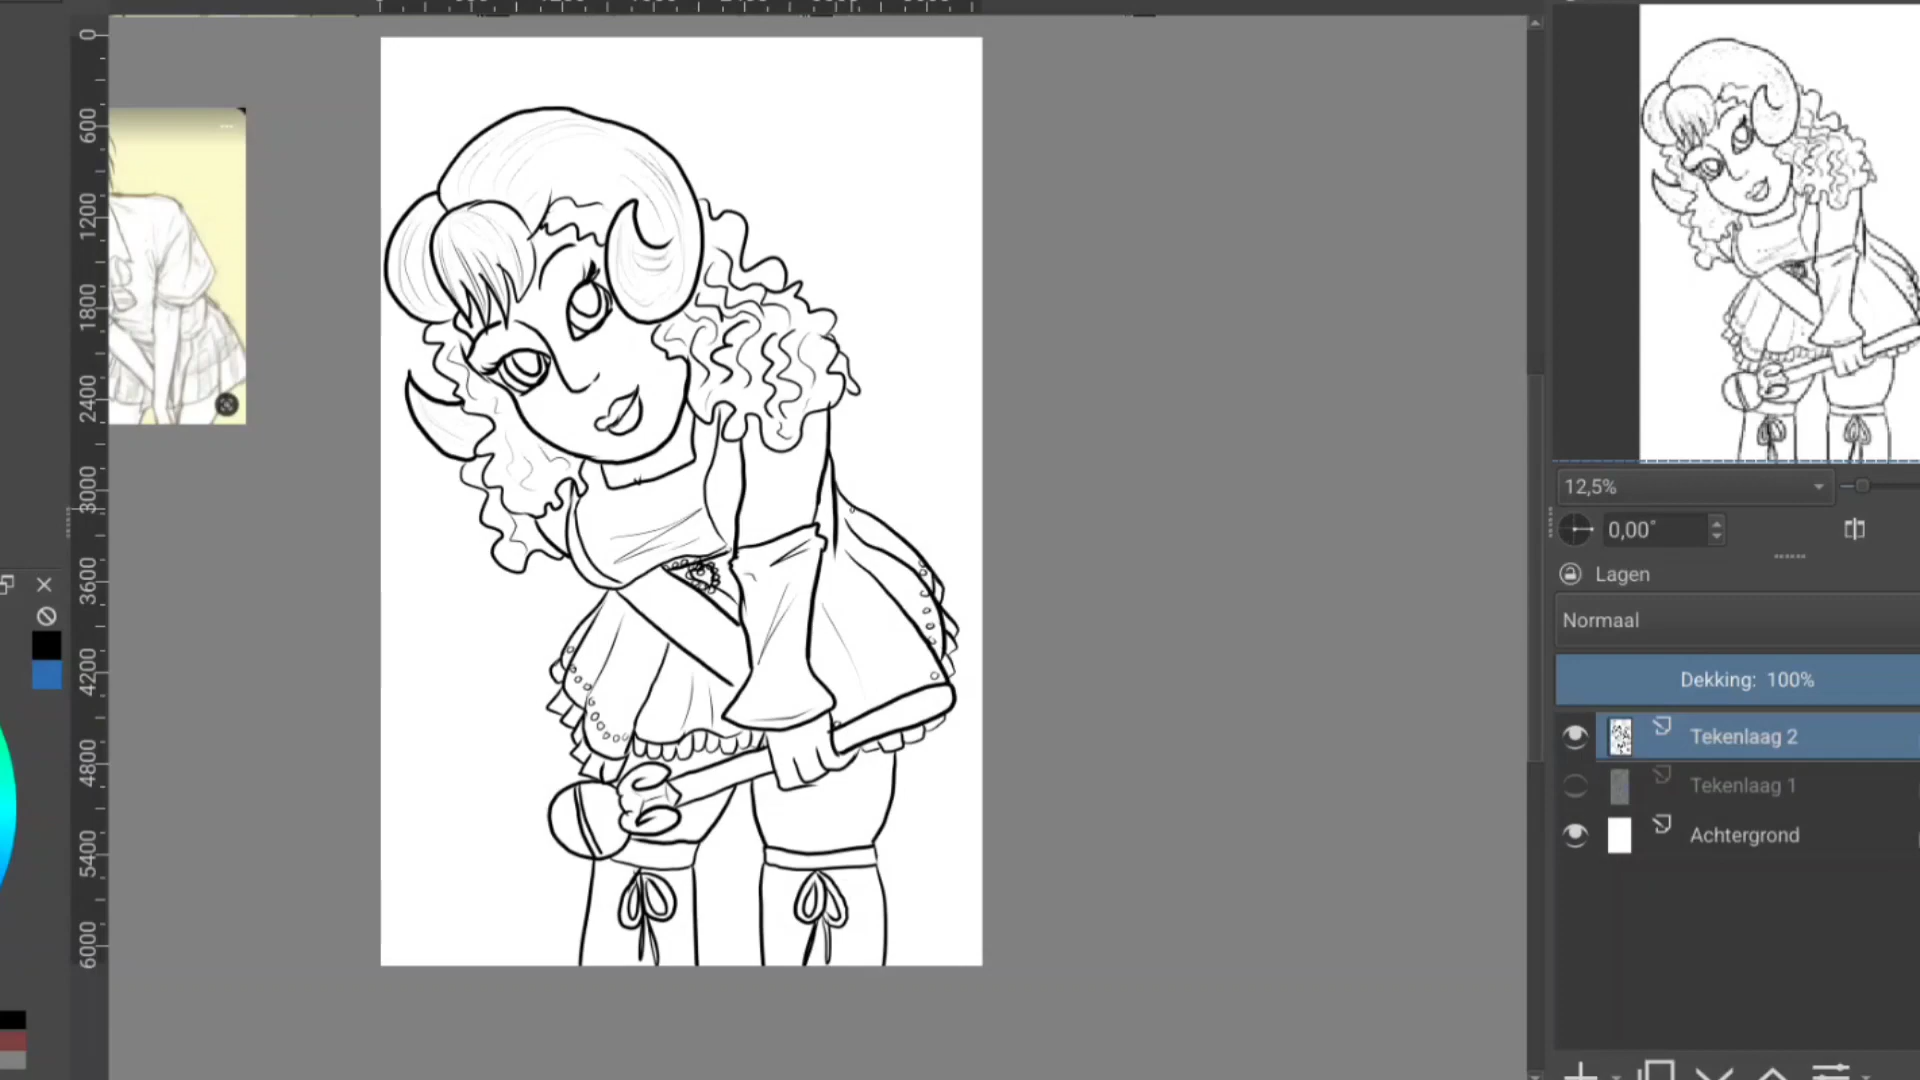 0
600
1200
1800
2400
3000
3600
4200
4800
5400
6000
12,5%
0,00°
Lagen
Normaal
Dekking: 100%
Tekenlaag 2
Tekenlaag 1
Achtergrond